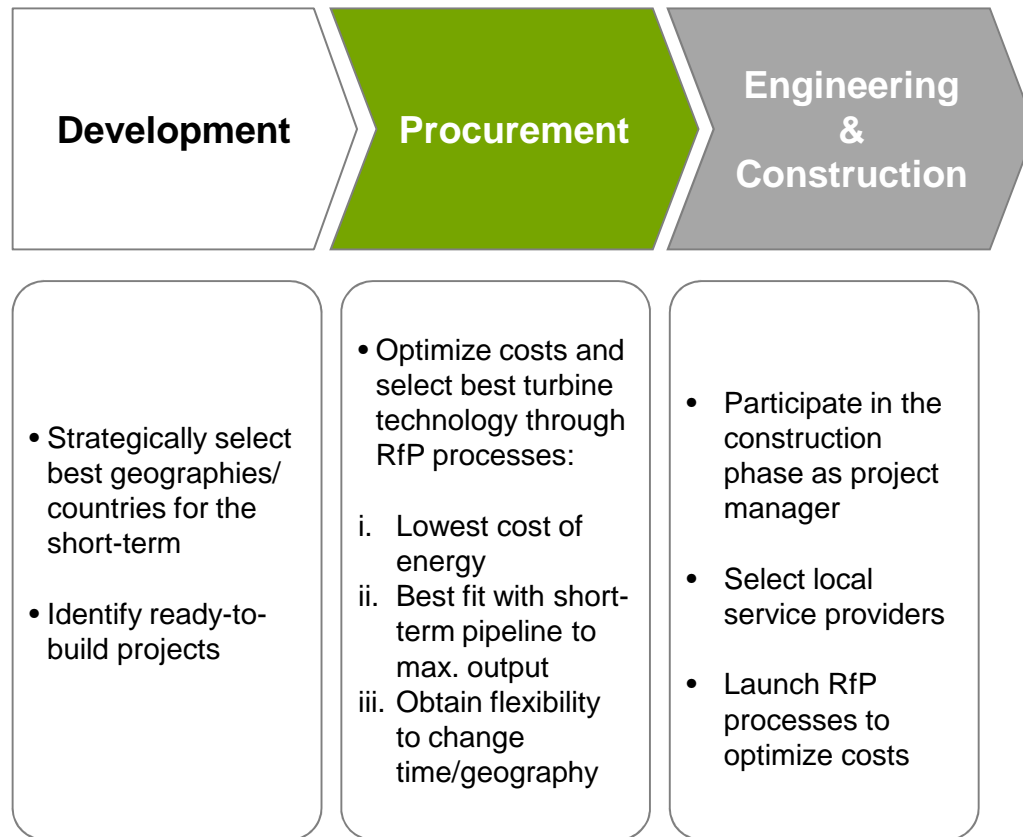 Development
Procurement
Engineering
&
Construction
• Strategically select
best geographies/
countries for the
short-term
• Identify ready-to-
build projects
• Optimize costs and
select best turbine
technology through
RfP processes:
i. Lowest cost of
energy
ii. Best fit with short-
term pipeline to
max. output
iii. Obtain flexibility
to change
time/geography
• Participate in the
construction
phase as project
manager
• Select local
service providers
• Launch RfP
processes to
optimize costs